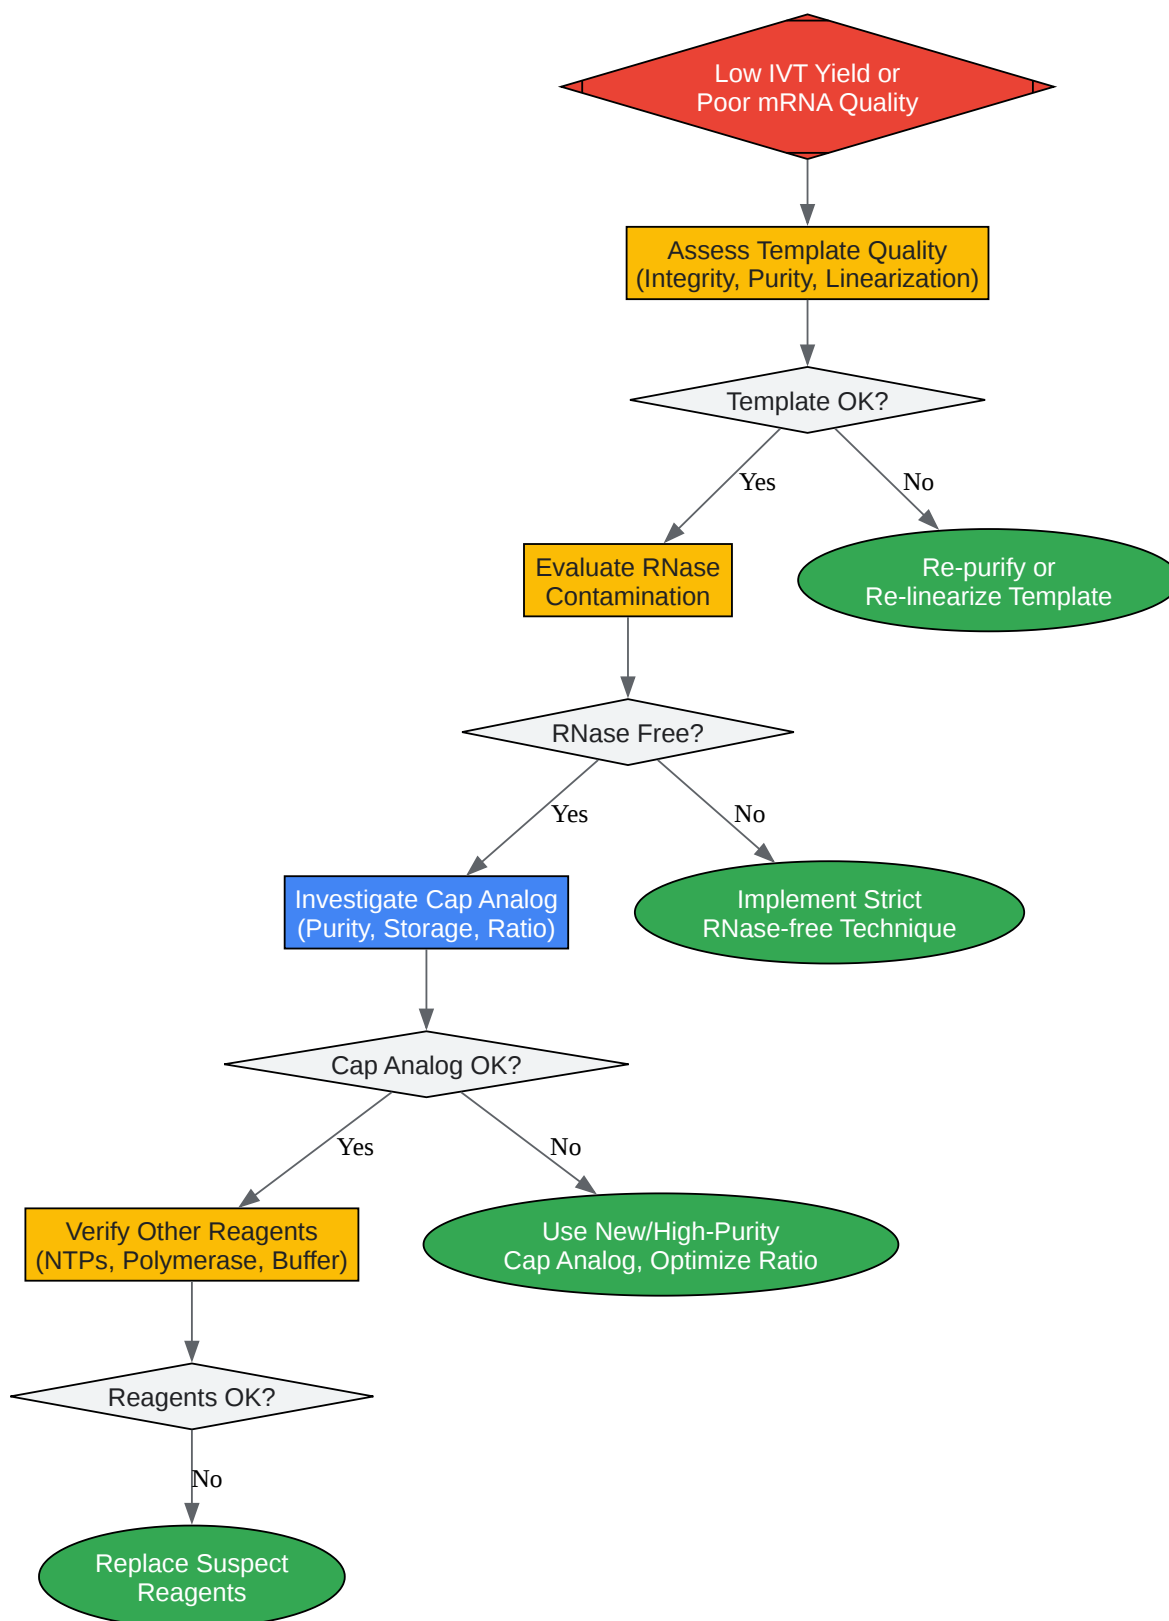 Low IVT Yield or
Poor mRNA Quality
Assess Template Quality
(Integrity, Purity, Linearization)
Template OK?
Yes
No
Evaluate RNase
Contamination
Re-purify or
Re-linearize Template
RNase Free?
Yes
No
Investigate Cap Analog
(Purity, Storage, Ratio)
Implement Strict
RNase-free Technique
Cap Analog OK?
Yes
No
Verify Other Reagents
(NTPs, Polymerase, Buffer)
Use New/High-Purity
Cap Analog, Optimize Ratio
Reagents OK?
No
Replace Suspect
Reagents